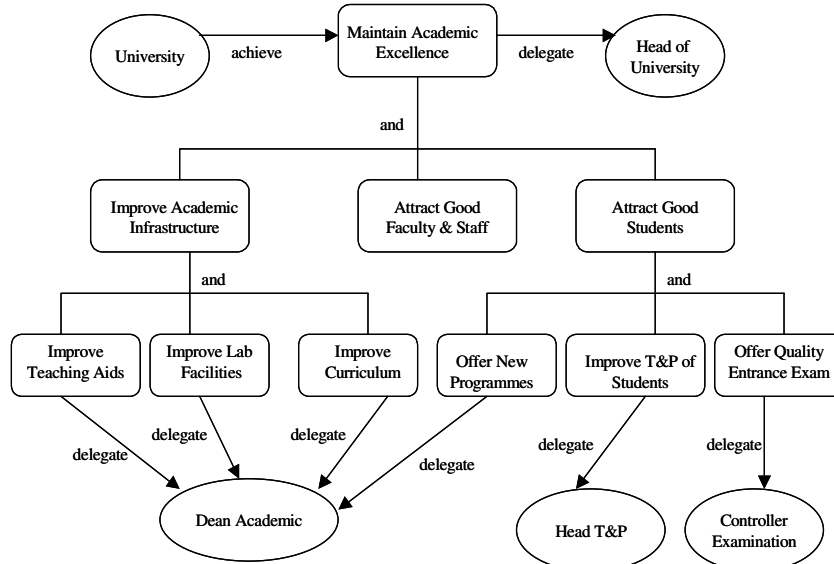 University
achieve
Maintain Academic
Excellence
delegate
Head of
University
and
Improve Academic
Infrastructure
Attract Good
Faculty & Staff
Attract Good
Students
and
and
Improve
Teaching Aids
Improve Lab
Facilities
Improve
Curriculum
Offer New
Programmes
Improve T&P of
Students
Offer Quality
Entrance Exam
delegate
delegate
delegate
delegate
delegate
delegate
Dean Academic
Head T&P
Controller
Examination